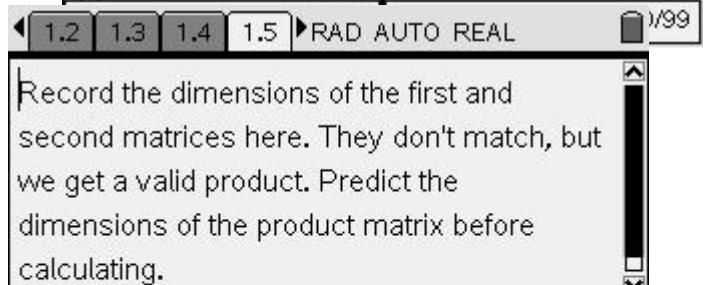 1.2 1.3 1.4 1.5 RAD AUTO REAL /99
Record the dimensions of the first and
second matrices here. They don't match, but
we get a valid product. Predict the
dimensions of the product matrix before
calculating.